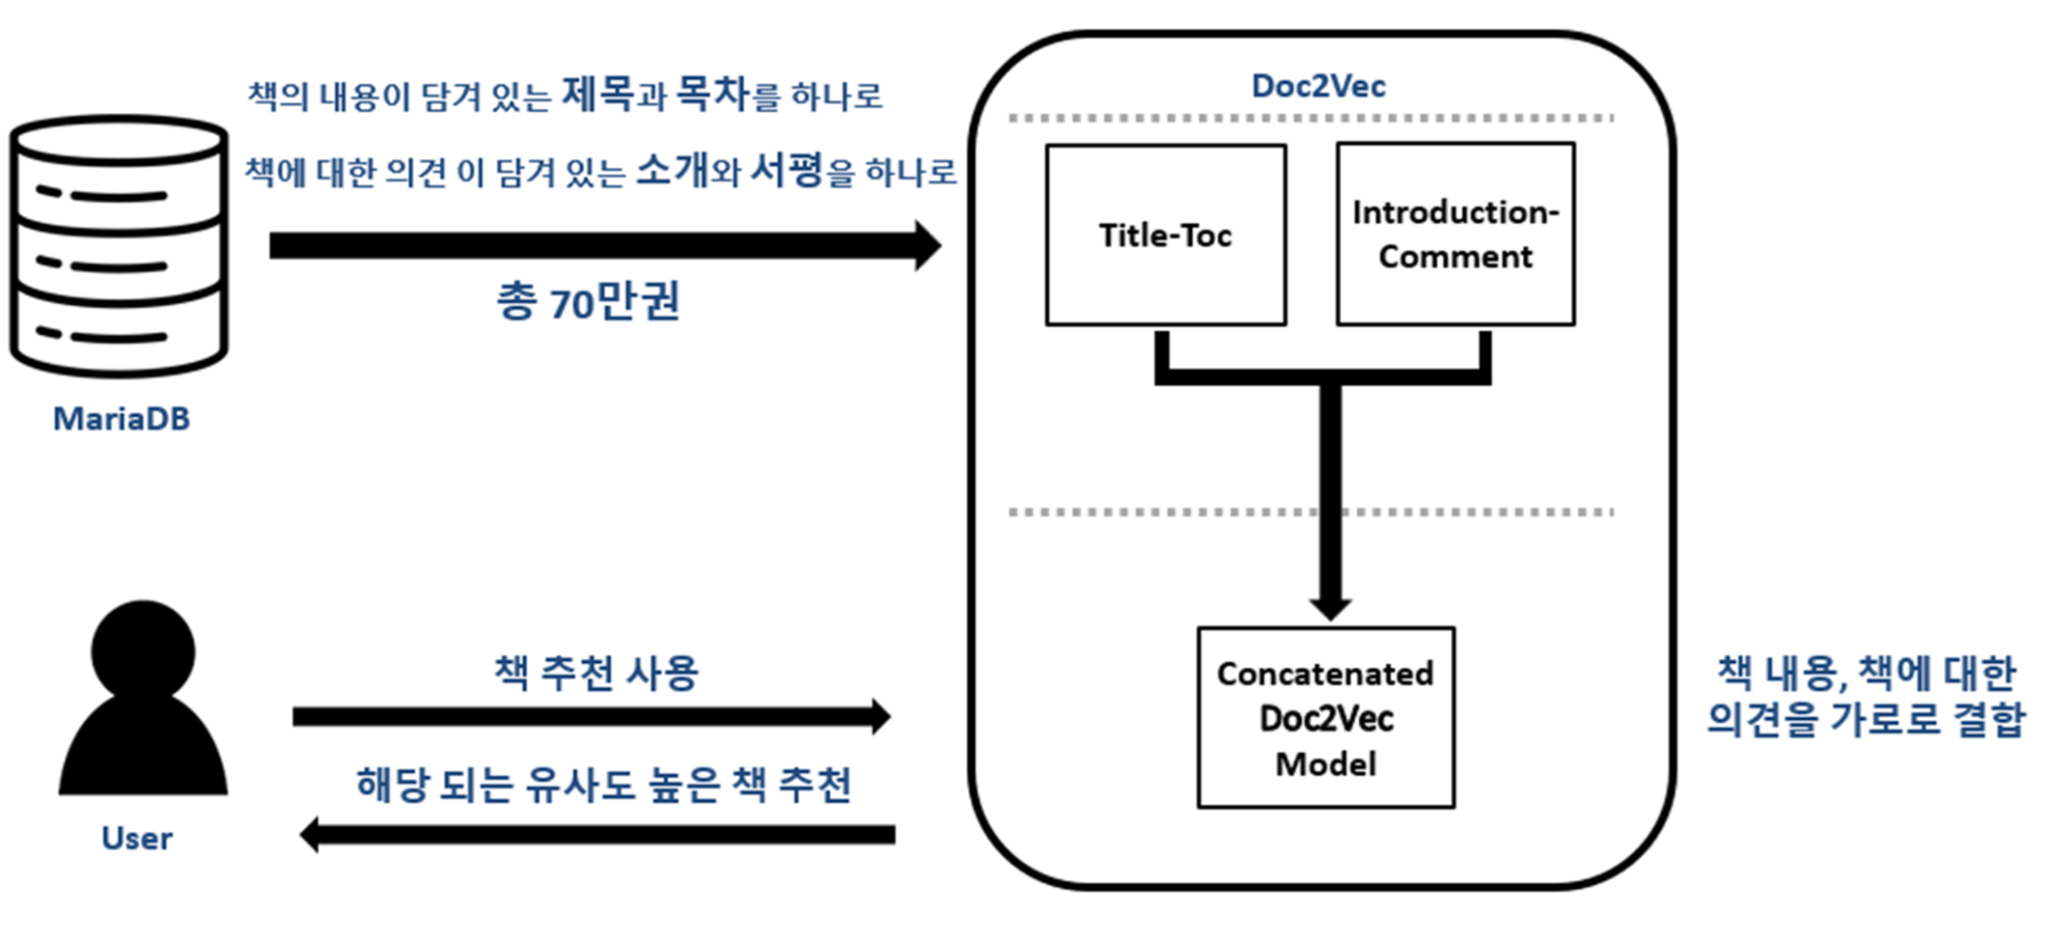 책의 내용이 담겨 있는 제목과 목차를 하나로
책에 대한 의견 이 담겨 있는 소개와 서평을 하나로
총 70만권
MariaDB
Doc2Vec
Title-Toc
Introduction-
Comment
책 추천 사용
해당 되는 유사도 높은 책 추천
User
Concatenated
Doc2Vec
Model
책 내용, 책에 대한
의견을 가로로 결합